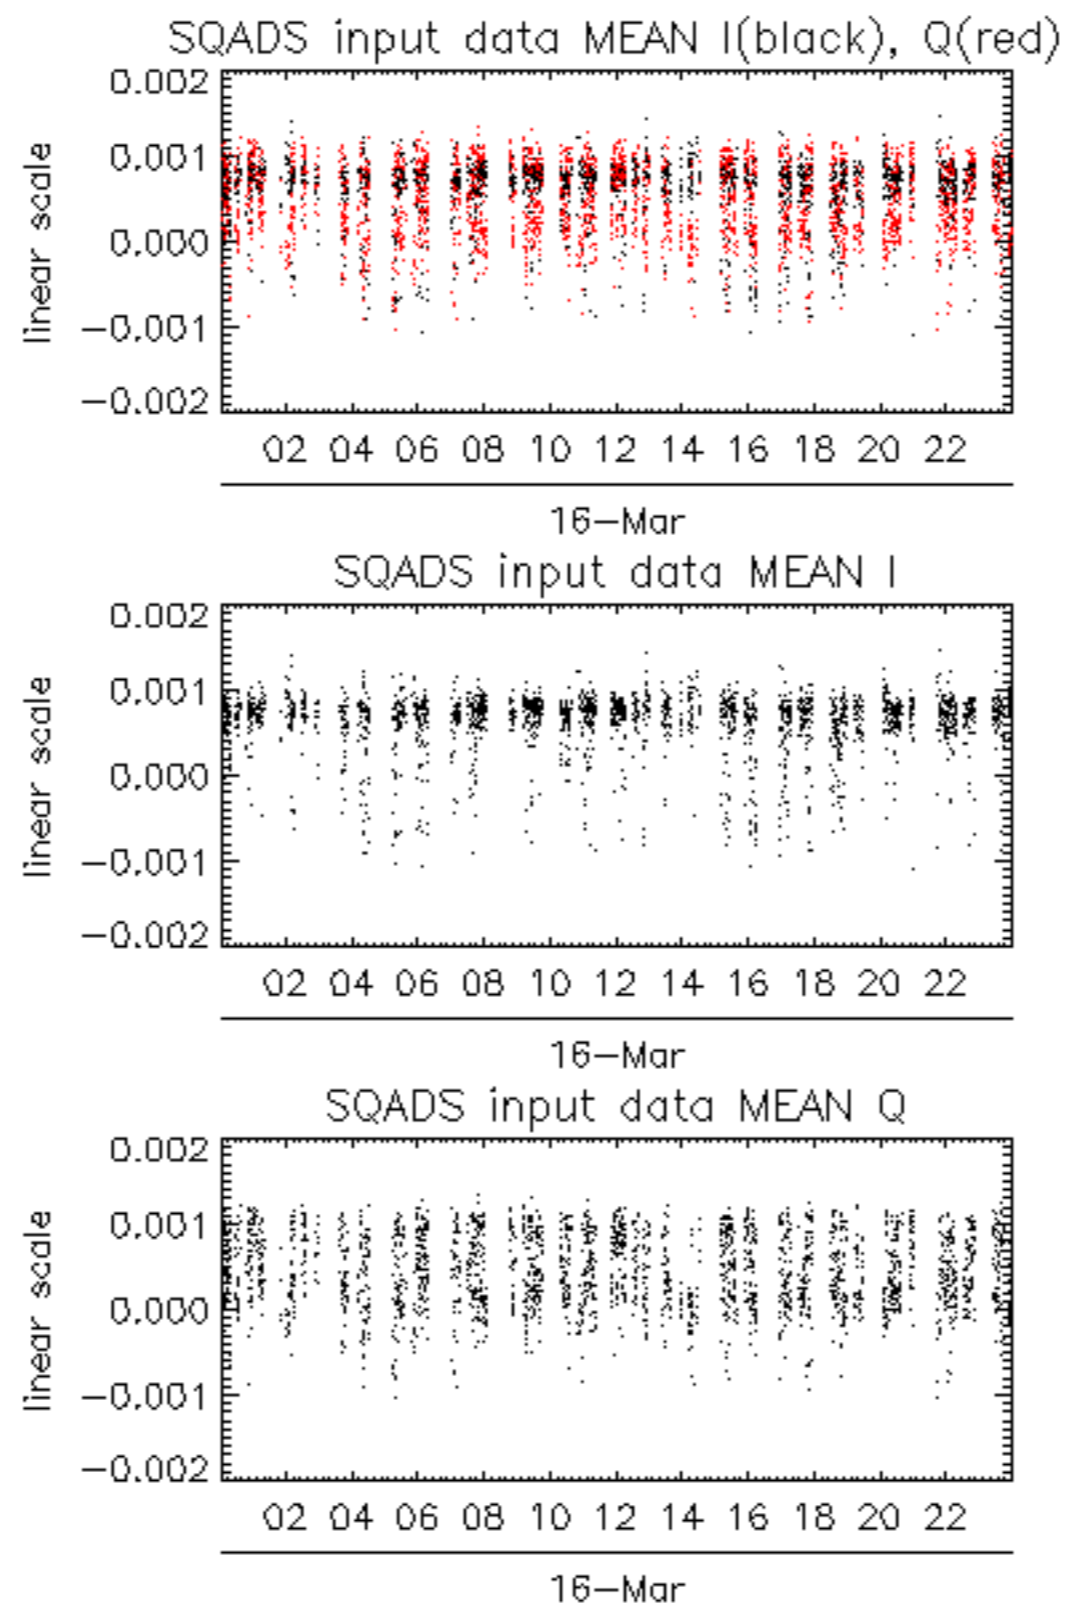 SQADS input data MEAN I(black), Q(red)
0.002
0.001
0.000
−0.001
−0.002
linear scale
02 04 06 08 10 12 14 16 18 20 22
16−Mar
SQADS input data MEAN I
0.002
0.001
0.000
−0.001
−0.002
linear scale
02 04 06 08 10 12 14 16 18 20 22
16−Mar
SQADS input data MEAN Q
0.002
0.001
0.000
−0.001
−0.002
linear scale
02 04 06 08 10 12 14 16 18 20 22
16−Mar